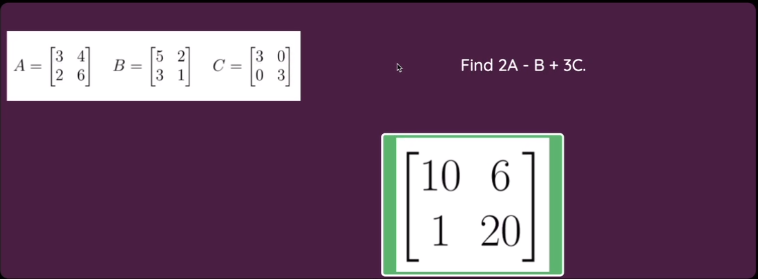 A = [3 4 2 6] B = [5 2 3 1] C = [3 0 0 3]
Find 2A - B + 3C.
10 6
1 20